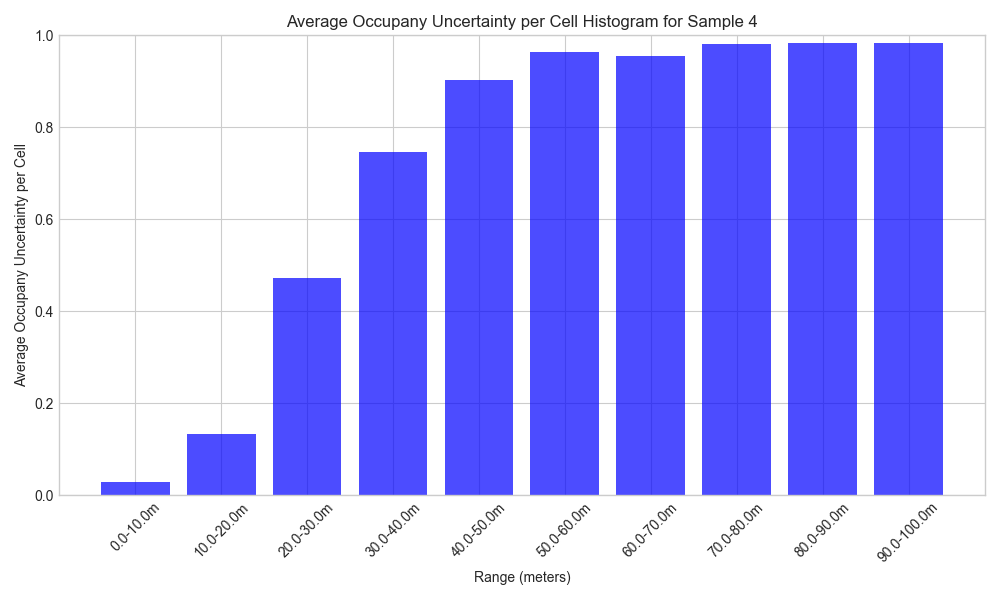 Average Occupany Uncertainty per Cell Histogram for Sample 4
Average Occupany Uncertainty per Cell
1.0
0.8
0.6
0.4
0.2
0.0
0.0-10.0m
10.0-20.0m
20.0-30.0m
30.0-40.0m
40.0-50.0m
50.0-60.0m
60.0-70.0m
70.0-80.0m
80.0-90.0m
90.0-100.0m
Range (meters)